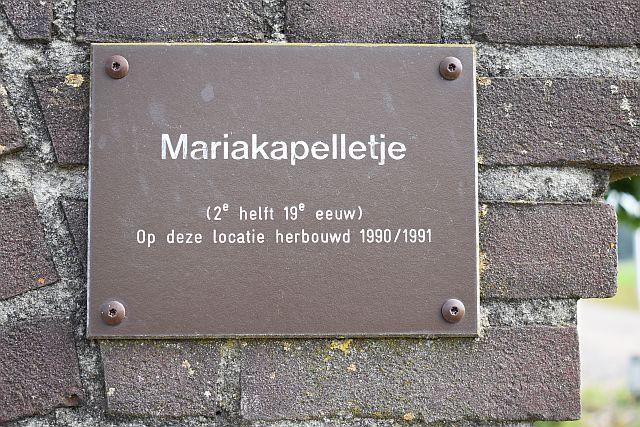 Mariakapelletje
(2e helft 19e eeuw)
Op deze locatie herbouwd 1990/1991